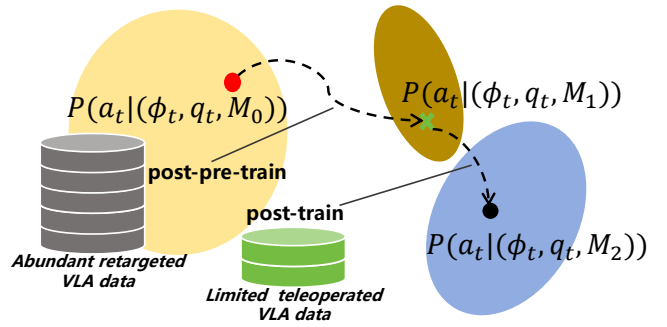 P(a_t|(ϕ_t, q_t, M_0))
P(a_t|(ϕ_t, q_t, M_1))
post-pre-train
post-train
P(a_t|(ϕ_t, q_t, M_2))
Abundant retargeted
VLA data
Limited teleoperated
VLA data